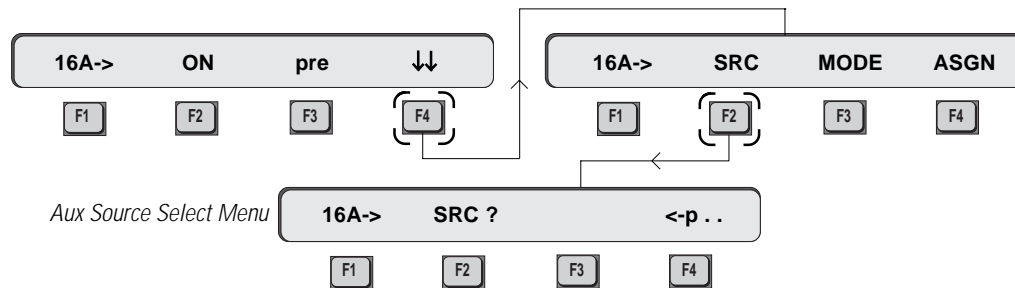 16A-> ON pre ↓↓
F1 F2 F3 F4
16A-> SRC MODE ASGN
F1 F2 F3 F4
Aux Source Select Menu
16A-> SRC ? <-p . .
F1 F2 F3 F4